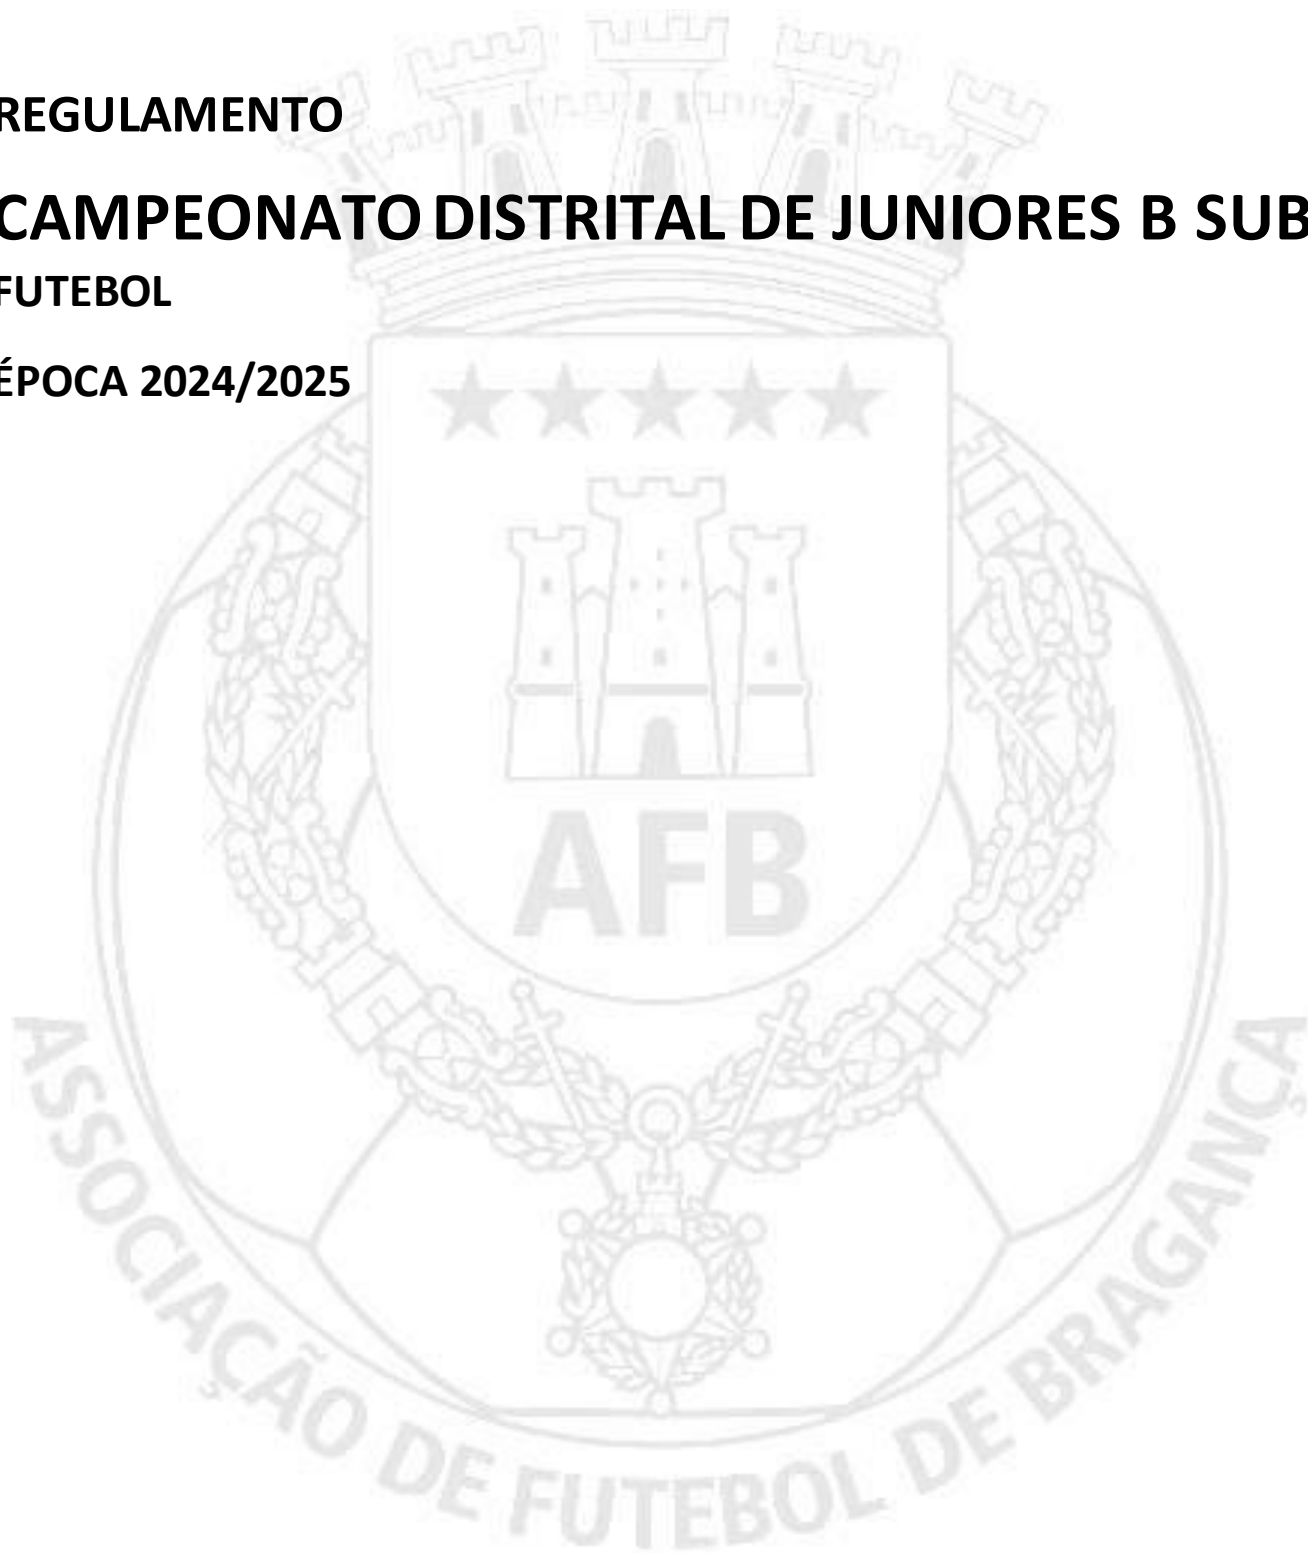 REGULAMENTO
CAMPEONATO DISTRITAL DE JUNIORES B SUB
FUTEBOL
ÉPOCA 2024/2025
AFB
ASSOCIAÇÃO DE FUTEBOL DE BRAGANÇA